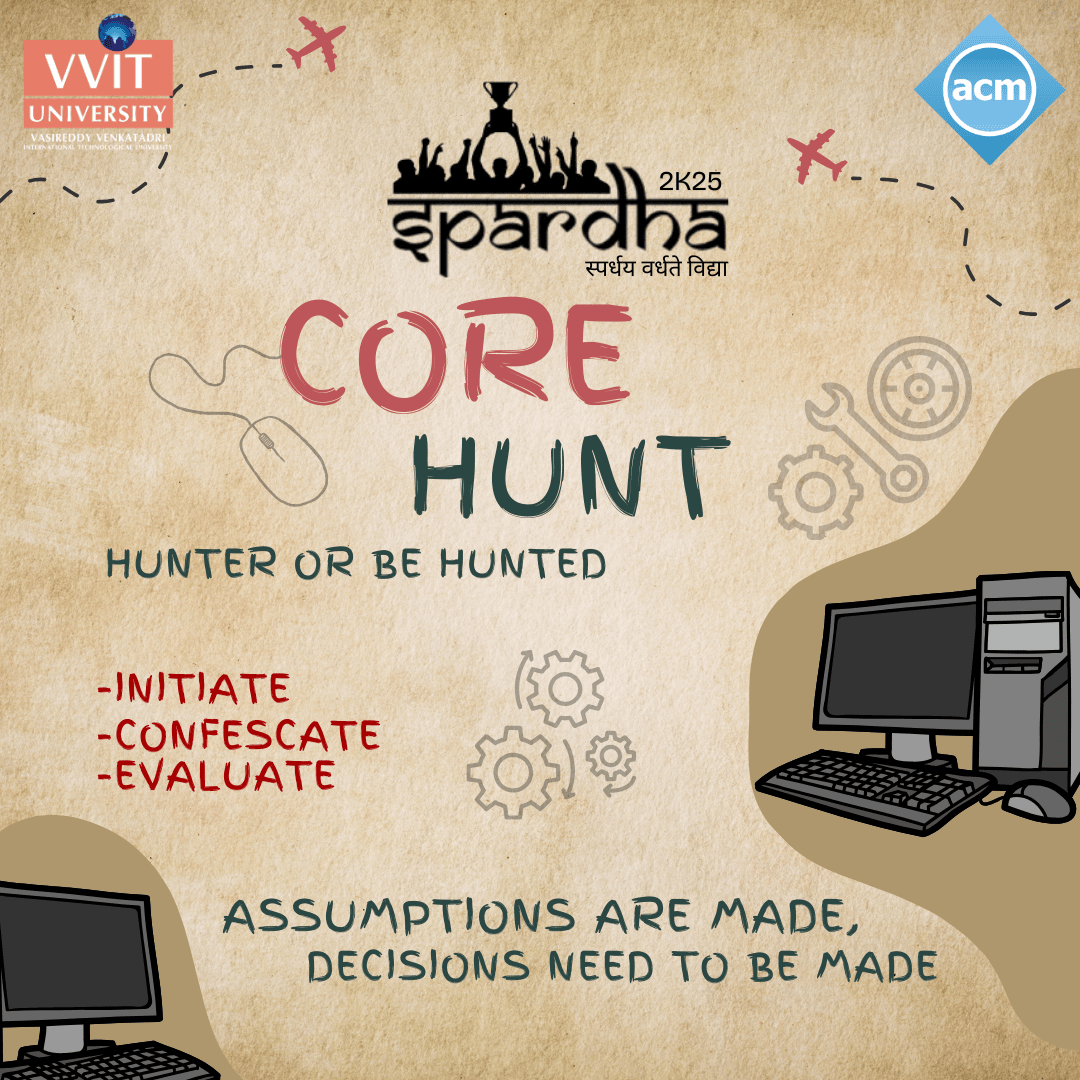 VVIT
UNIVERSITY
VASIREDDY VENKATADRI
INTERNATIONAL TECHNOLOGICAL UNIVERSITY
acm
2K25
spardha
स्पर्धय वर्धते विद्या
CORE
HUNT
HUNTER OR BE HUNTED
-INITIATE
-CONFESCATE
-EVALUATE
ASSUMPTIONS ARE MADE,
DECISIONS NEED TO BE MADE